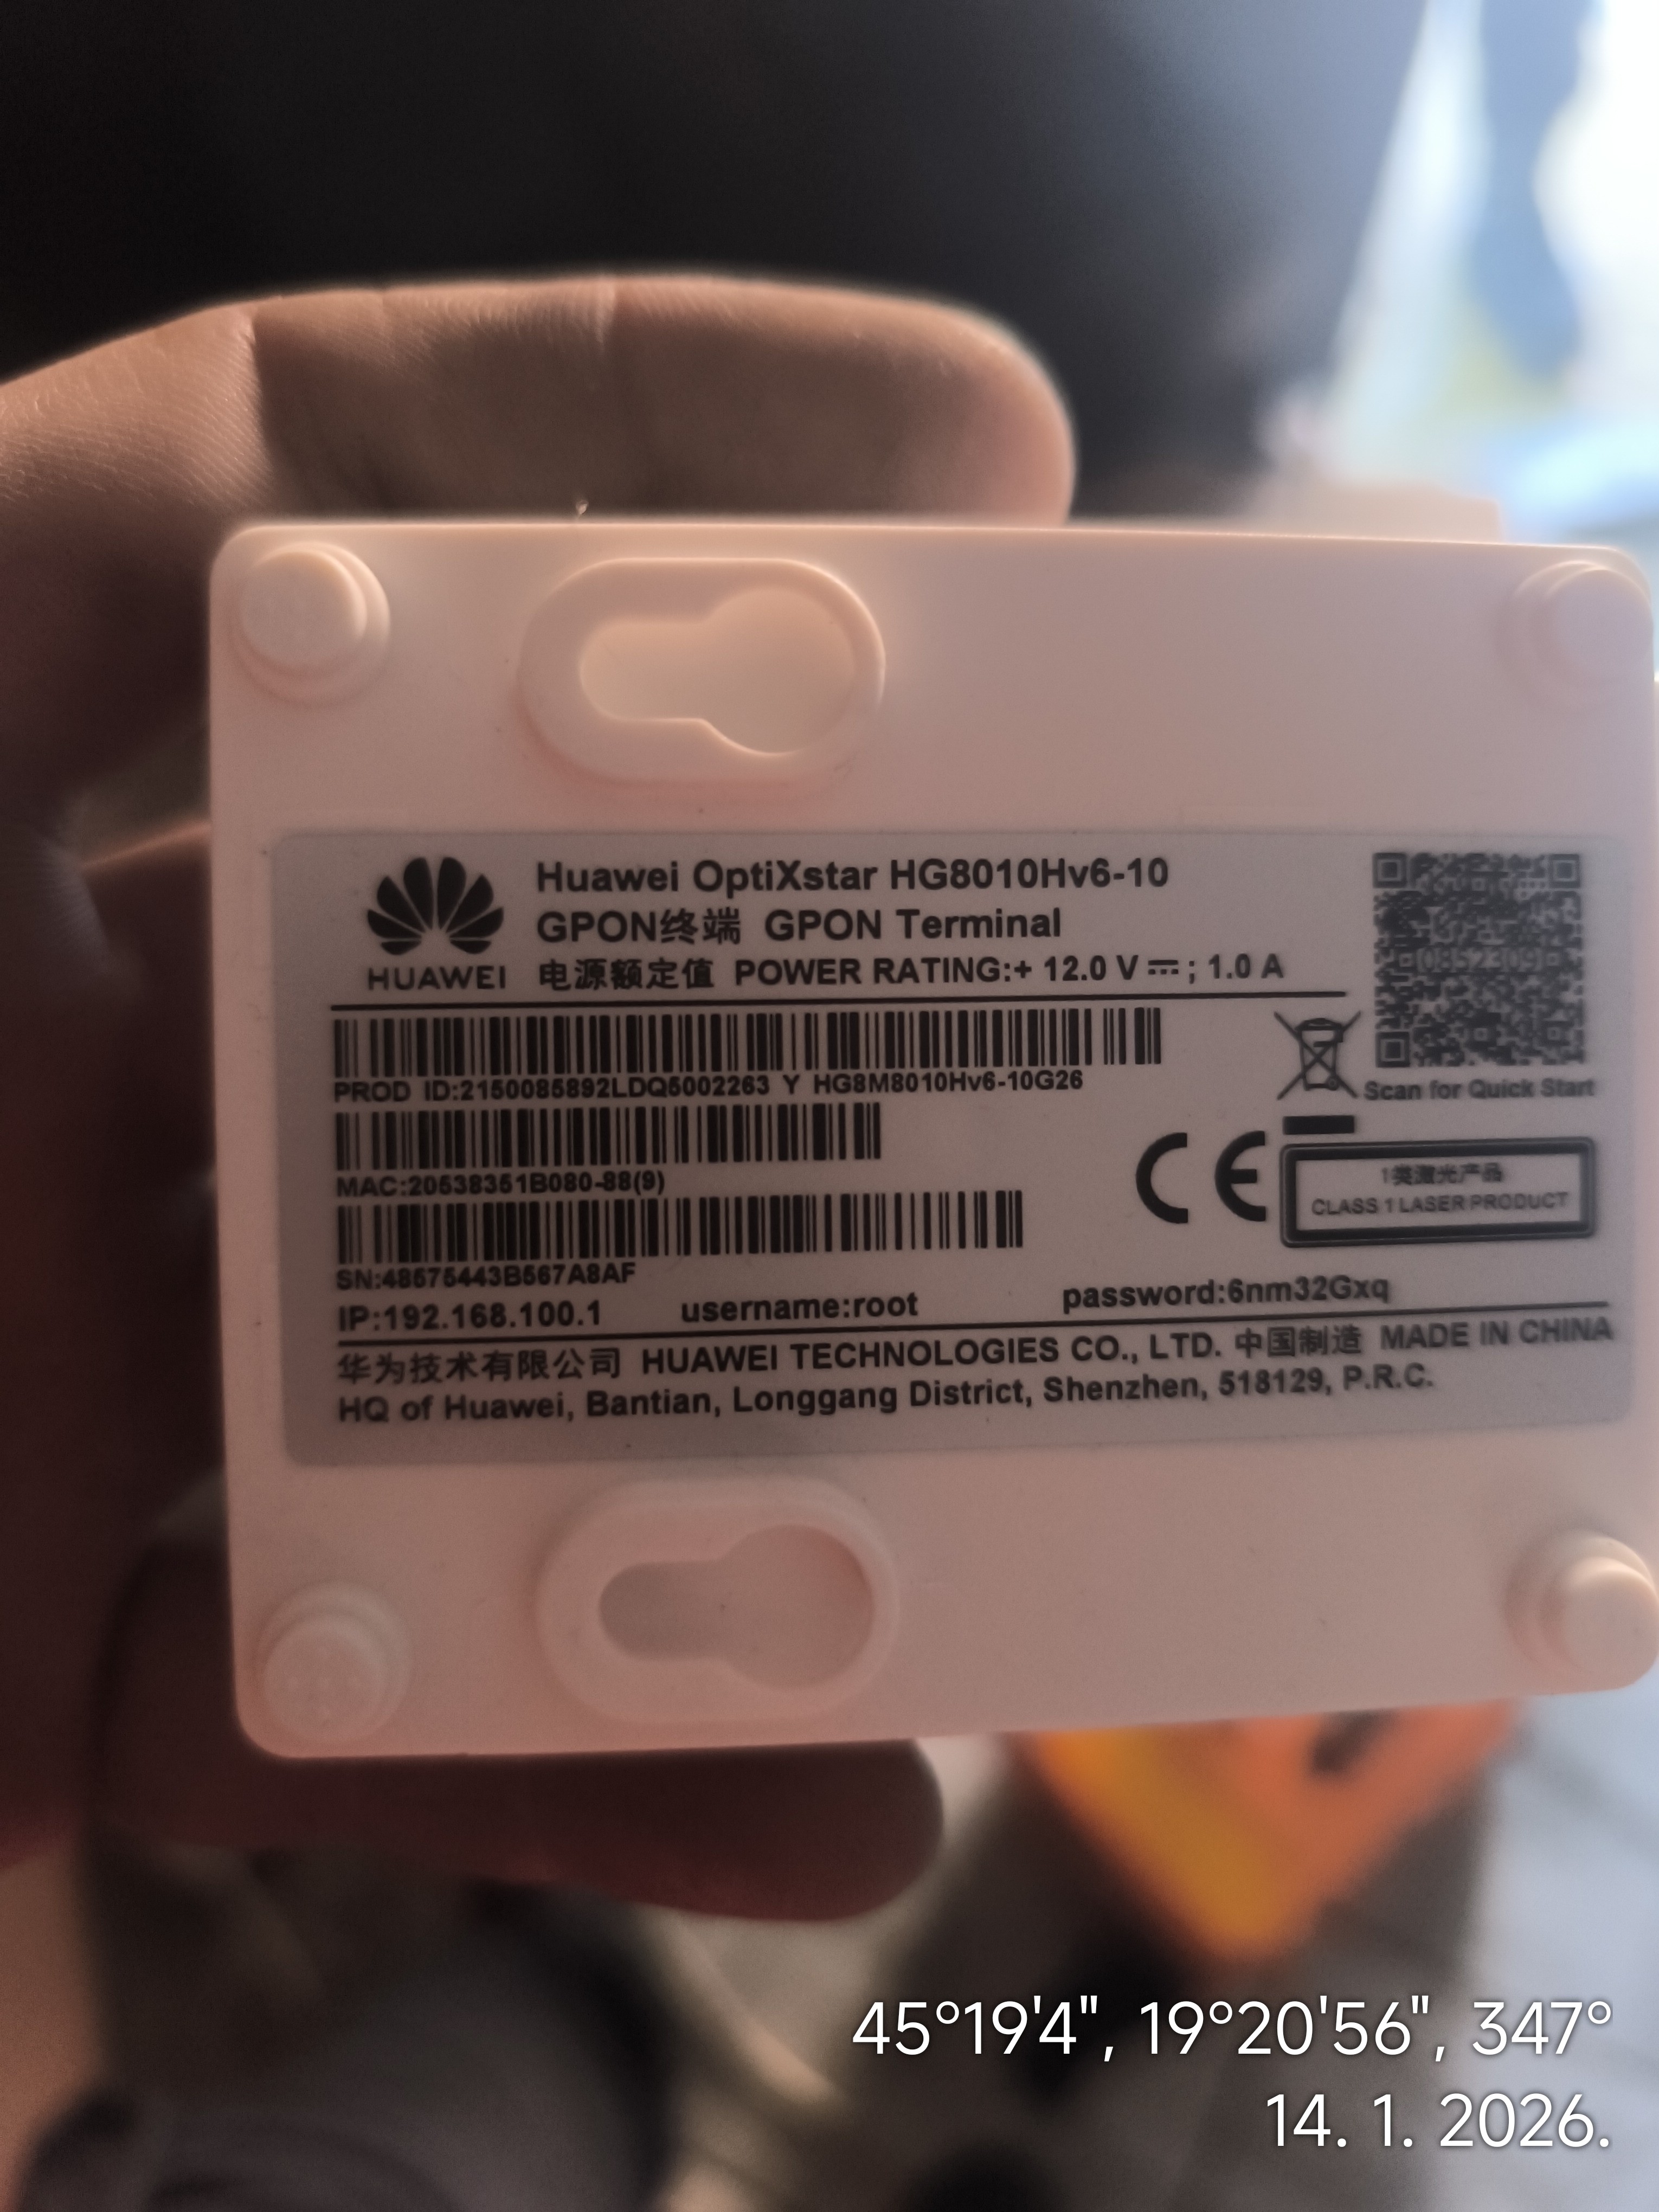 Huawei OptiXstar HG8010Hv6-10
GPON终端 GPON Terminal
HUAWEI
电源额定值 POWER RATING:+ 12.0 V ⎓ ; 1.0 A
0852309
PROD ID:2150085892LDQ5002263 Y HG8M8010Hv6-10G26
Scan for Quick Start
MAC:20538351B080-88(9)
CE
1类激光产品
CLASS 1 LASER PRODUCT
SN:48575443B567A8AF
IP:192.168.100.1 username:root password:6nm32Gxq
华为技术有限公司 HUAWEI TECHNOLOGIES CO., LTD. 中国制造 MADE IN CHINA
HQ of Huawei, Bantian, Longgang District, Shenzhen, 518129, P.R.C.
45°19'4", 19°20'56", 347°
14. 1. 2026.